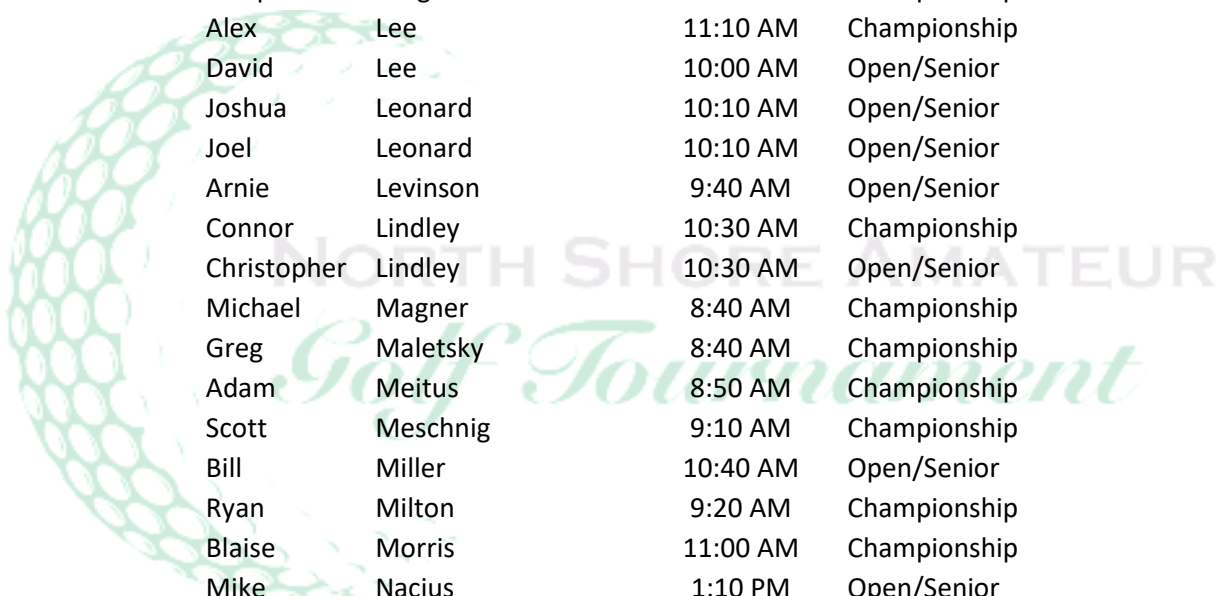 Alex Lee 11:10 AM Championship
David Lee 10:00 AM Open/Senior
Joshua Leonard 10:10 AM Open/Senior
Joel Leonard 10:10 AM Open/Senior
Arnie Levinson 9:40 AM Open/Senior
Connor Lindley 10:30 AM Championship
NORTH SHORE AMATEUR
Christopher Lindley 10:30 AM Open/Senior
Michael Magner 8:40 AM Championship
Greg Maletsky 8:40 AM Championship
Golf Tournament
Adam Meitus 8:50 AM Championship
Scott Meschnig 9:10 AM Championship
Bill Miller 10:40 AM Open/Senior
Ryan Milton 9:20 AM Championship
Blaise Morris 11:00 AM Championship
Mike Nacius 1:10 PM Open/Senior